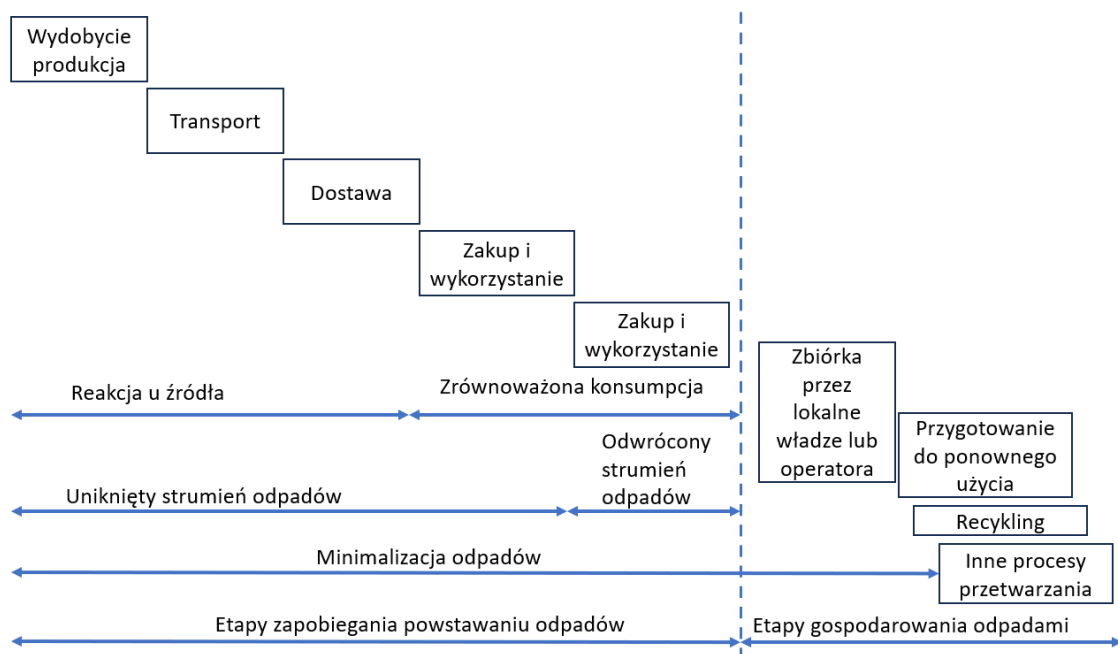 Wydobycie
produkcja
Transport
Dostawa
Zakup i
wykorzystanie
Zakup i
wykorzystanie
Zbiórka
przez
lokalne
władze lub
operatora
Reakcja u źródła
Zrównoważona konsumpcja
Przygotowanie
do ponownego
użycia
Odwrócony
strumień
odpadów
Uniknięty strumień odpadów
Recykling
Minimalizacja odpadów
Inne procesy
przetwarzania
Etapy zapobiegania powstawaniu odpadów
Etapy gospodarowania odpadami